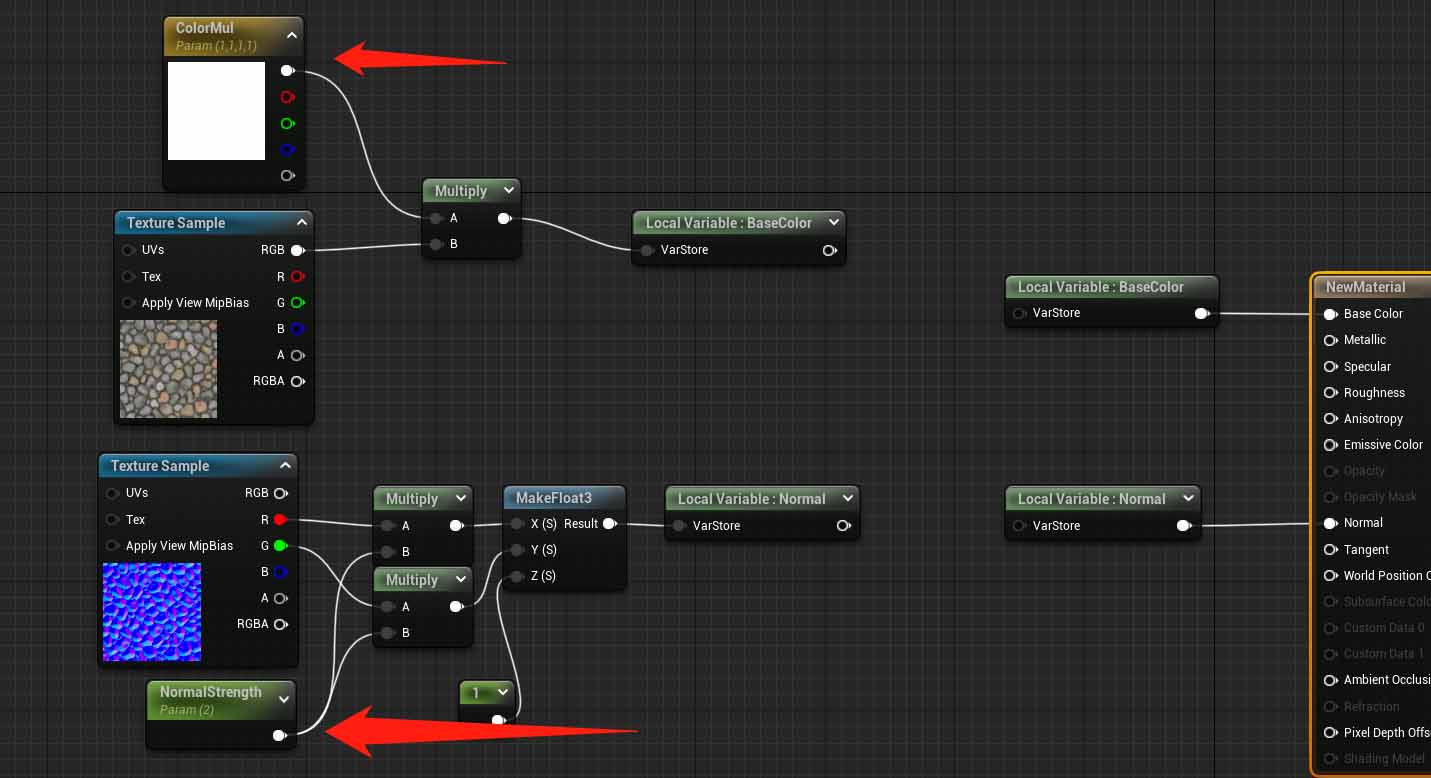 ColorMul
Param (1,1,1,1)
Multiply
A
B
Texture Sample
UVs RGB
Tex R
Apply View MipBias G
B
A
RGBA
Local Variable : BaseColor
VarStore
Local Variable : BaseColor
VarStore
NewMaterial
Base Color
Metallic
Specular
Roughness
Anisotropy
Emissive Color
Opacity
Opacity Mask
Normal
Tangent
World Position O
Subsurface Colo
Custom Data 0
Custom Data 1
Ambient Occlusi
Refraction
Pixel Depth Offs
Shading Model
Texture Sample
UVs RGB
Tex R
Apply View MipBias G
B
A
RGBA
Multiply
A
B
Multiply
A
B
MakeFloat3
X (S) Result
Y (S)
Z (S)
Local Variable : Normal
VarStore
Local Variable : Normal
VarStore
NormalStrength
Param (2)
1